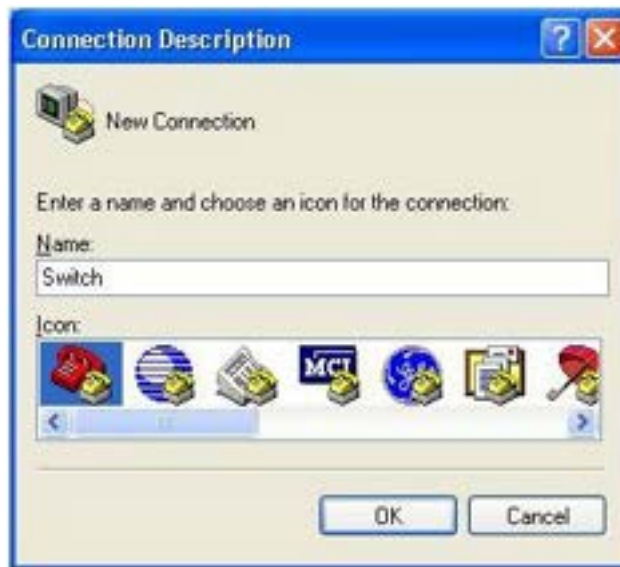 Connection Description
New Connection
Enter a name and choose an icon for the connection:
Name:
Switch
Icon:
MCI
OK
Cancel